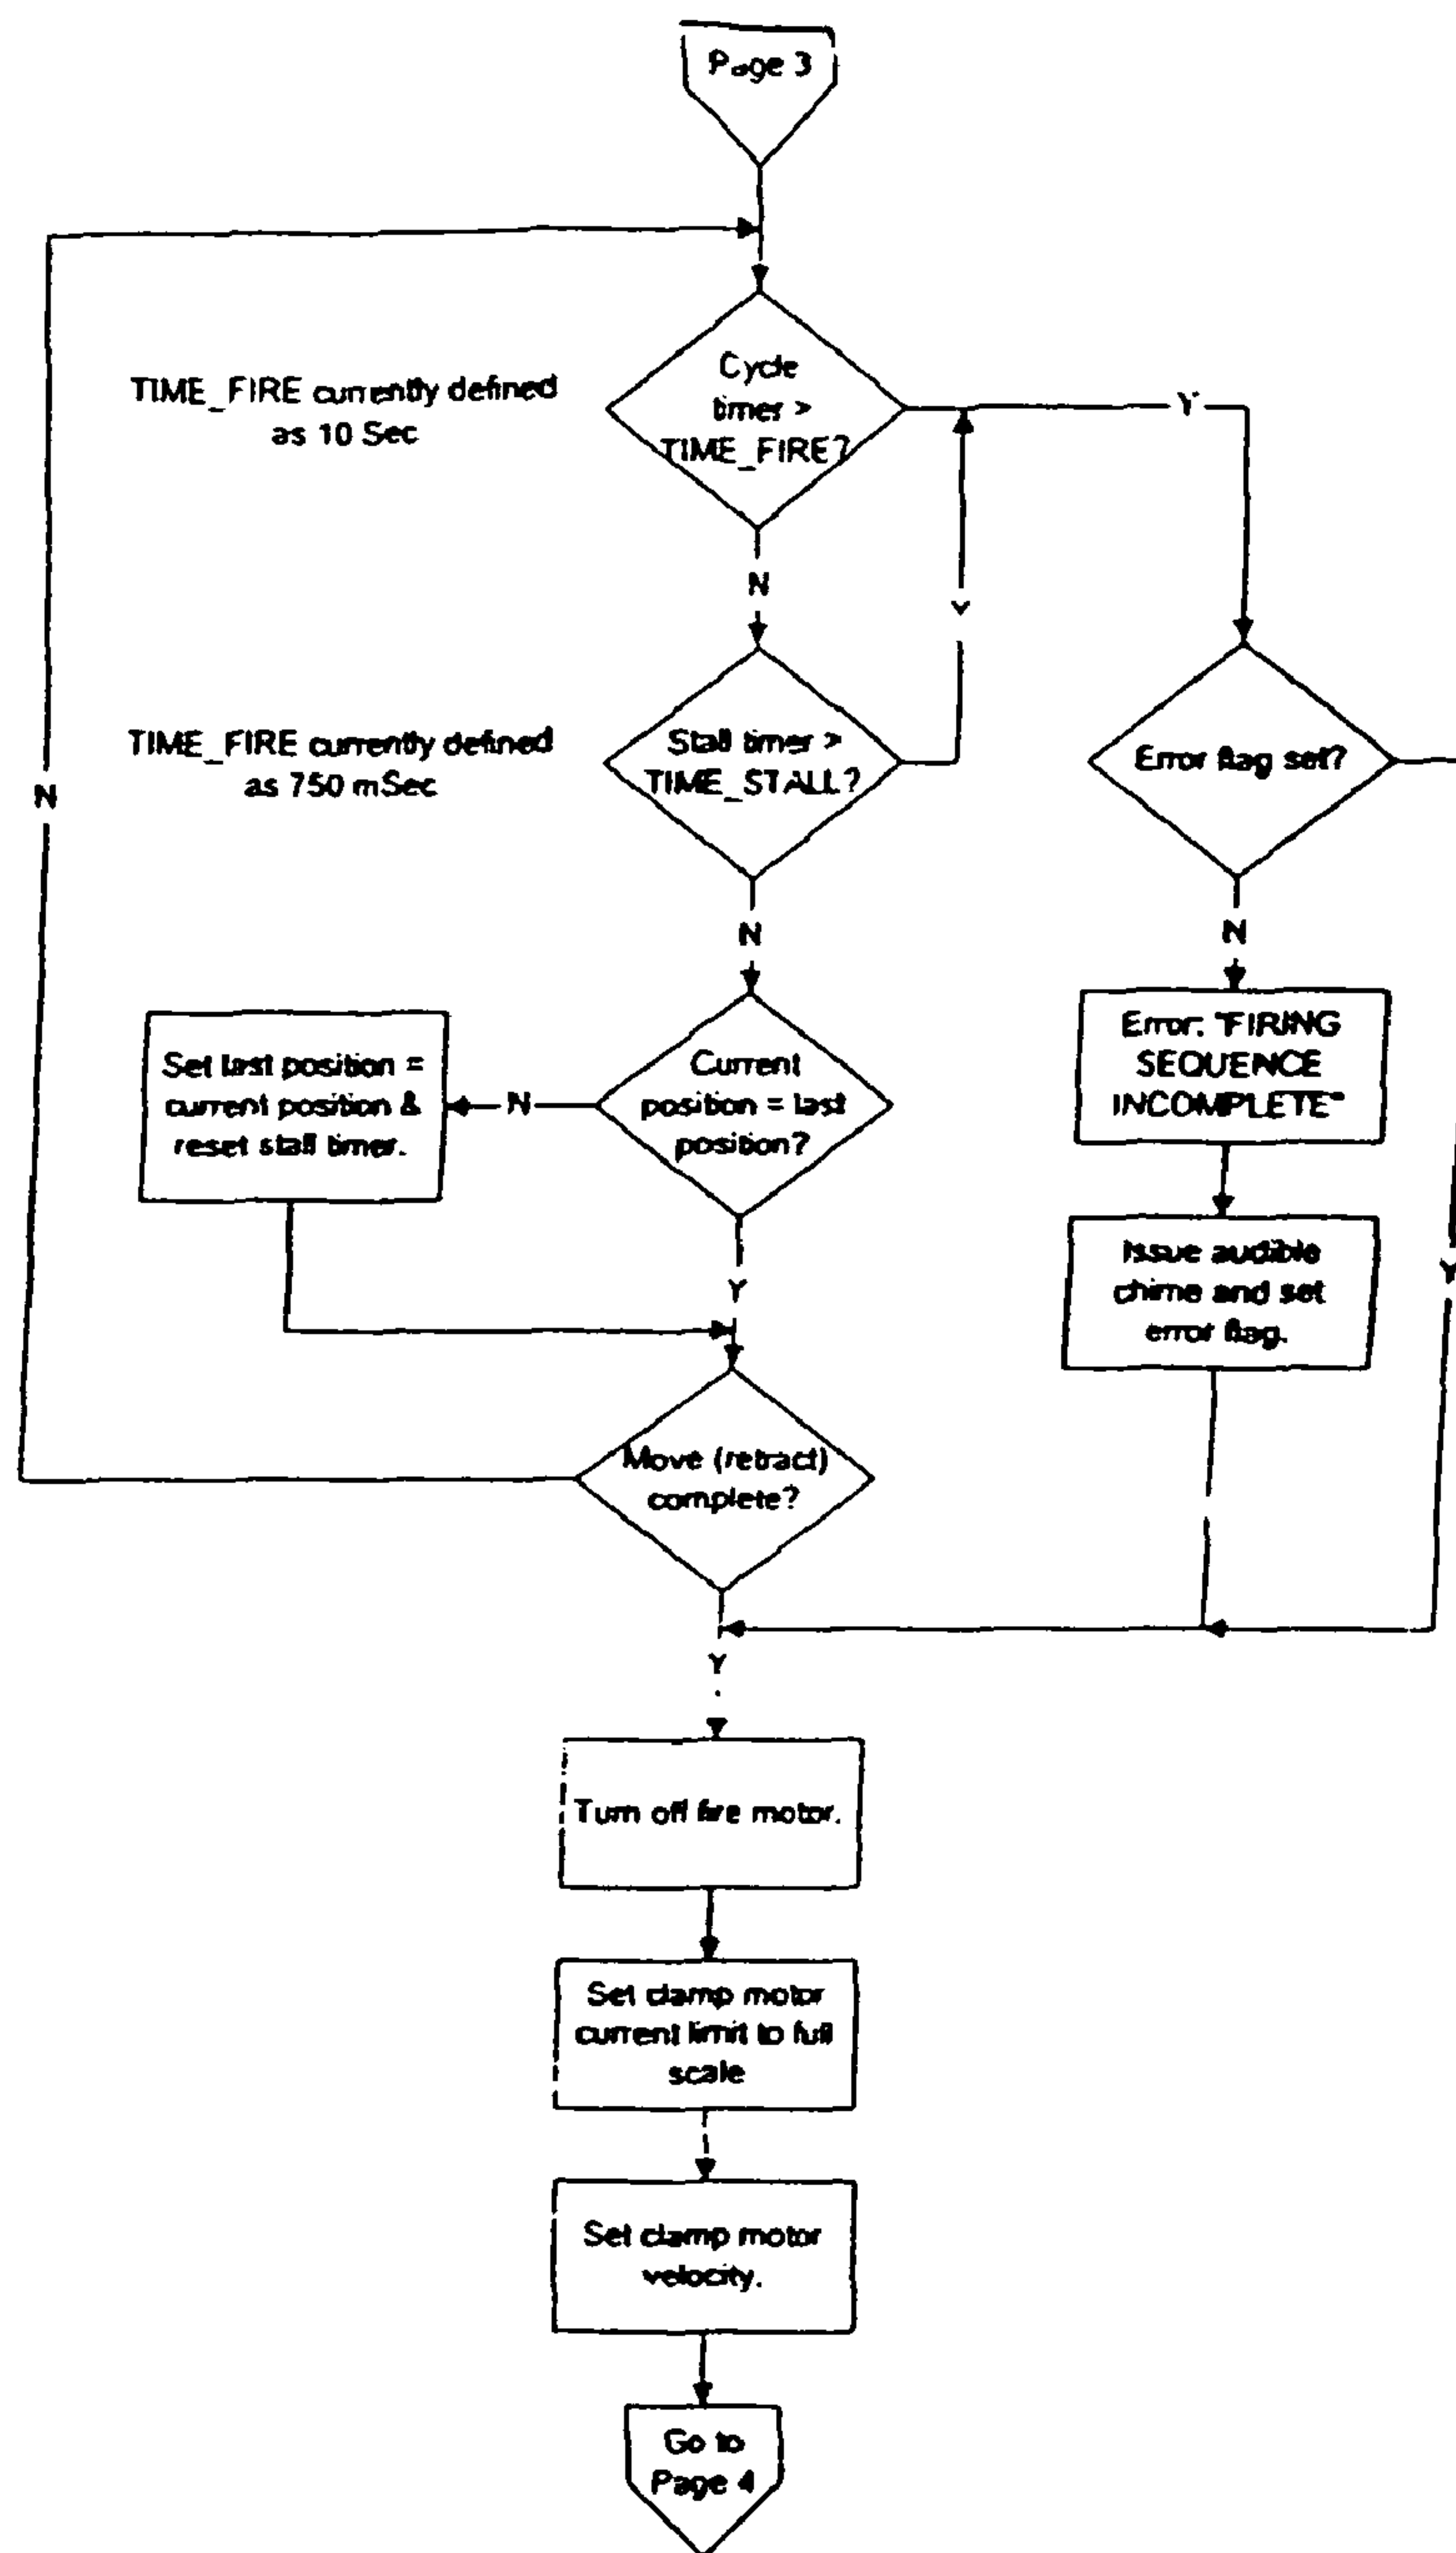 Page 3
Cycle
timer >
TIME_FIRE?
TIME_FIRE currently defined
as 10 Sec
Y
N
Y
Stall timer >
TIME_STALL?
TIME_FIRE currently defined
as 750 mSec
Error flag set?
N
N
N
Current
position = last
position?
N
Set last position =
current position &
reset stall timer.
Error: "FIRING
SEQUENCE
INCOMPLETE"
Issue audible
chime and set
error flag.
Y
Y
Move (retract)
complete?
Y
Turn off fire motor.
Set clamp motor
current limit to full
scale
Set clamp motor
velocity.
Go to
Page 4